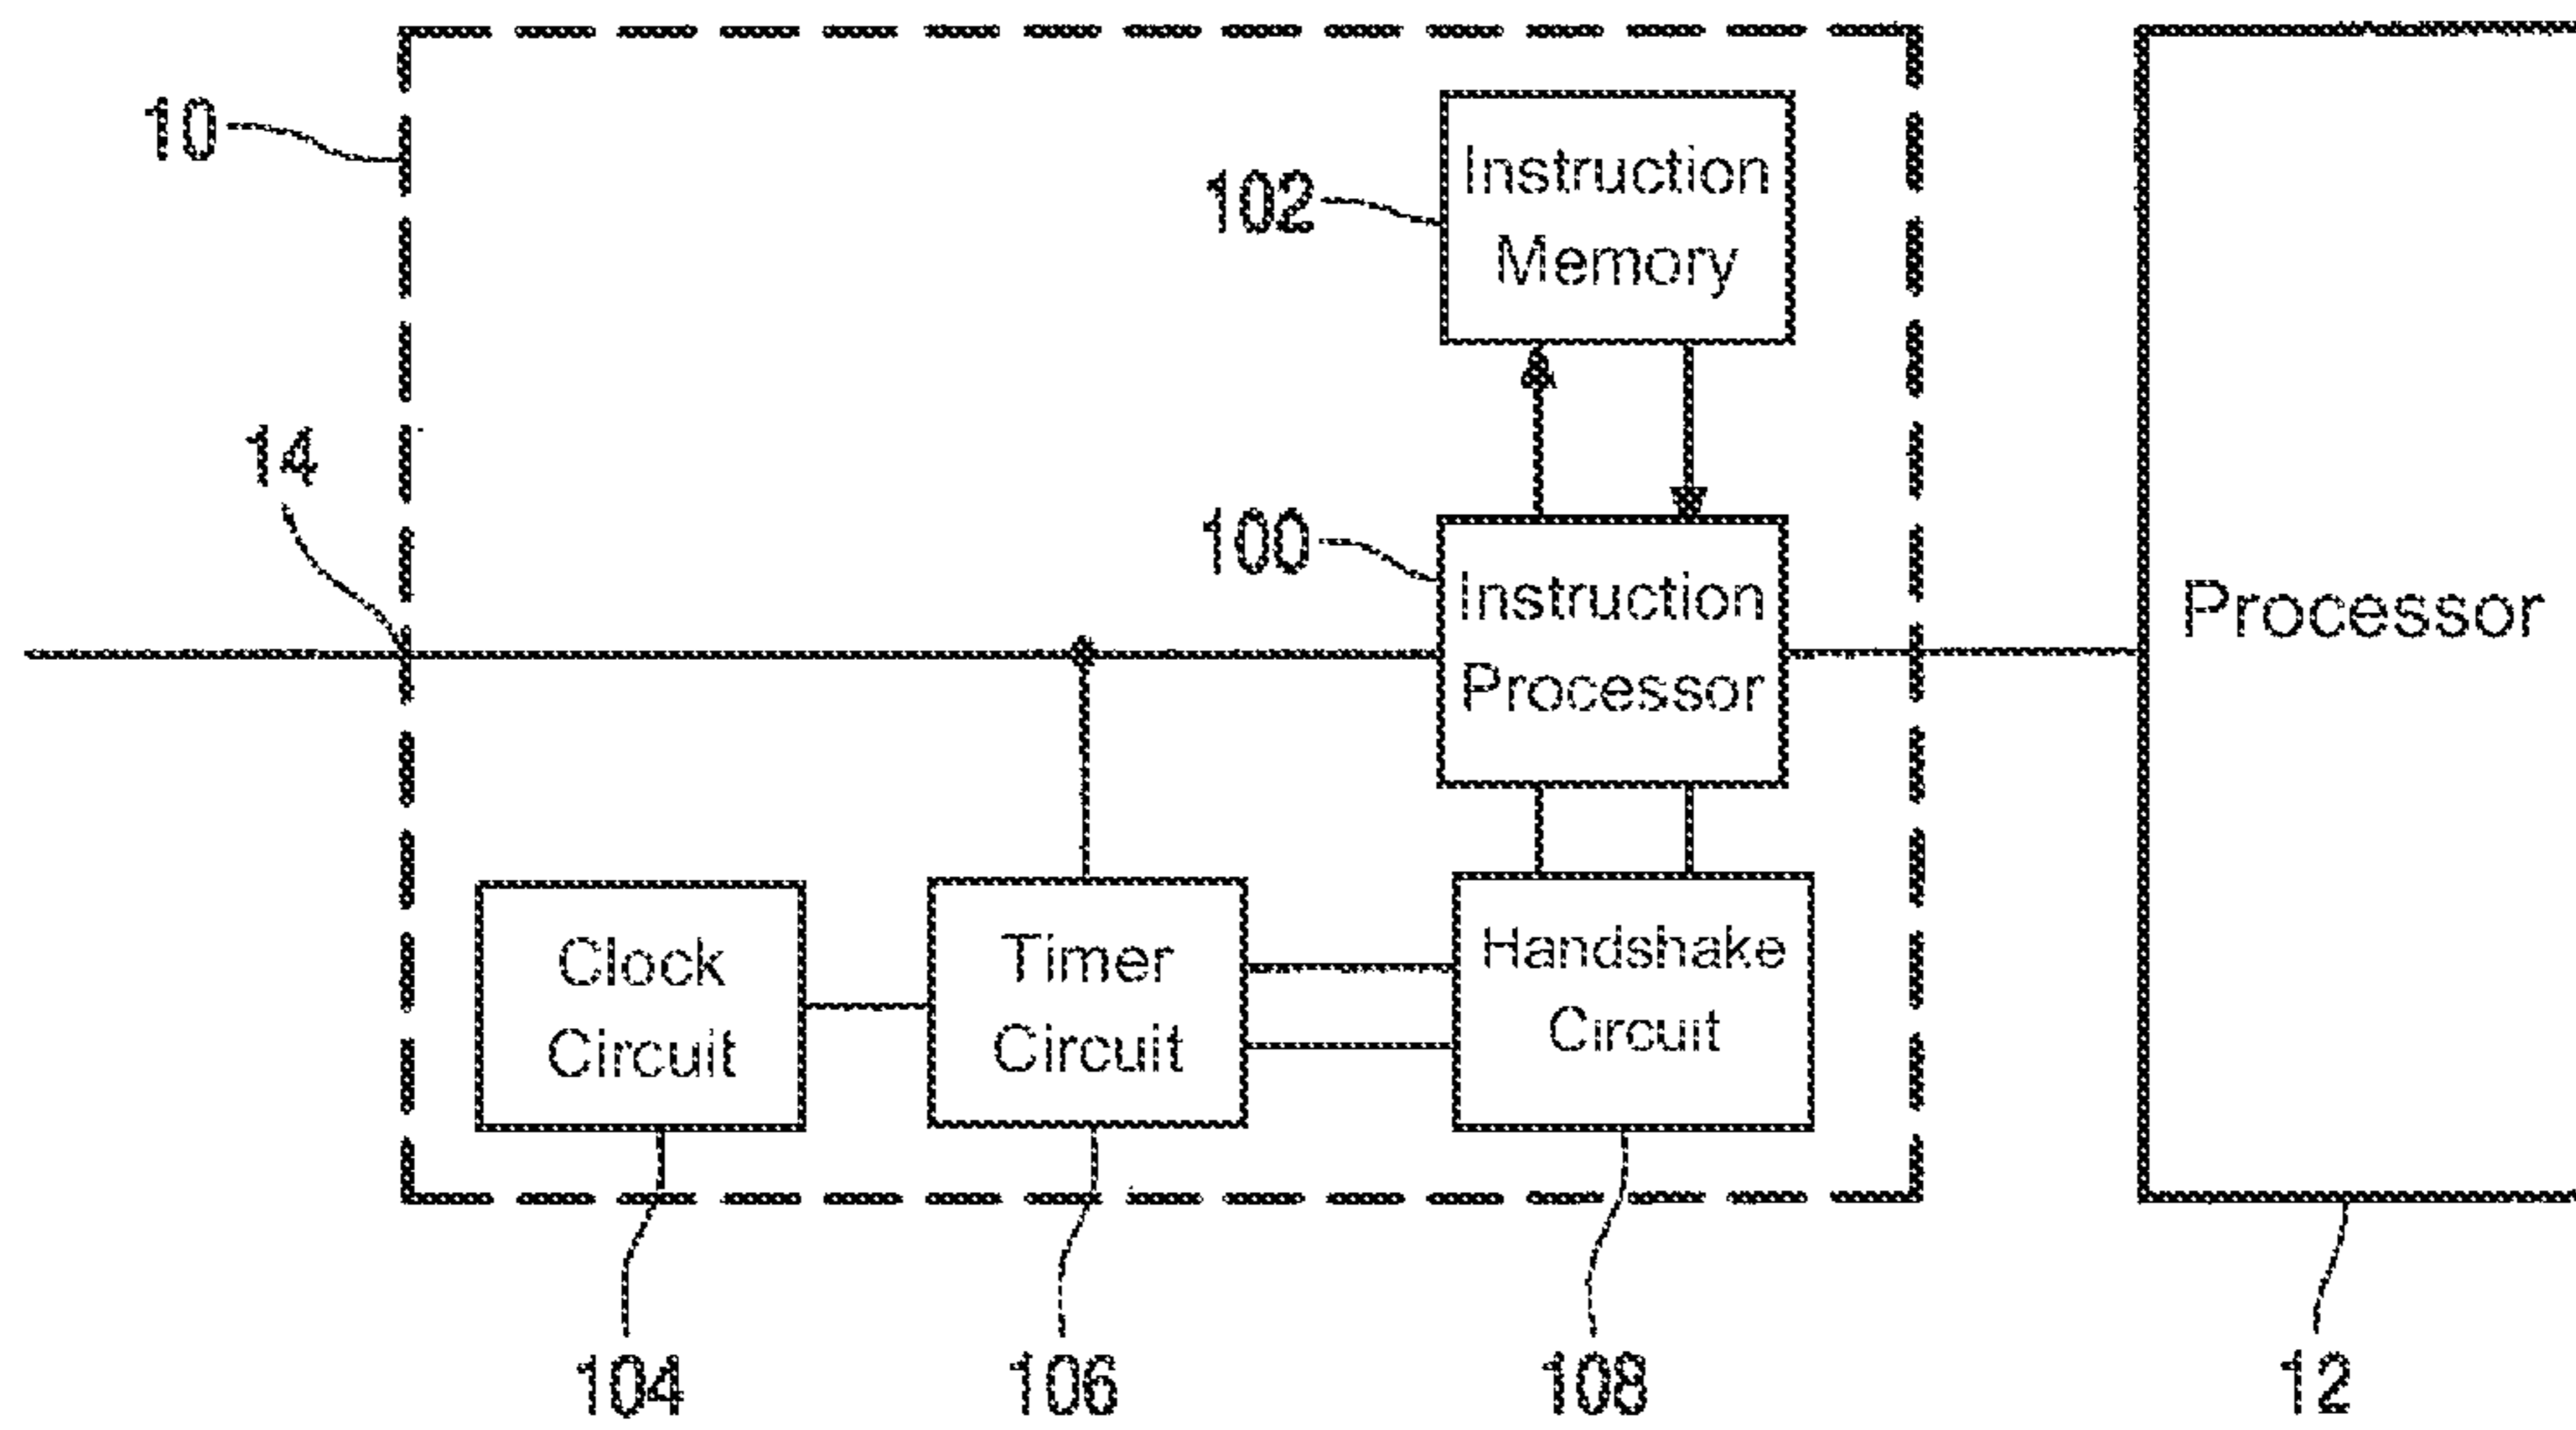 10
102
Instruction
Memory
14
100
Instruction
Processor
Processor
Clock
Circuit
Timer
Circuit
Handshake
Circuit
104
106
108
12